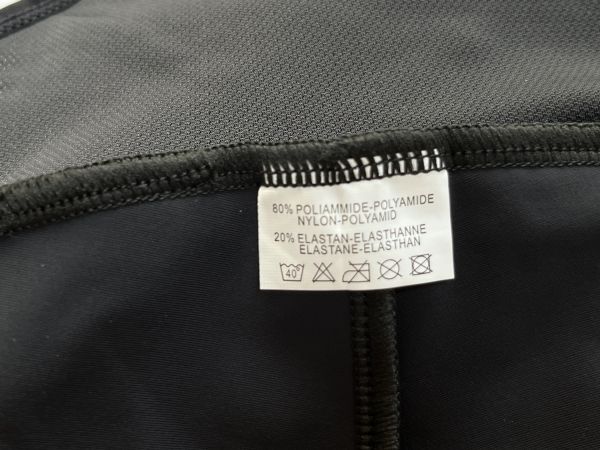 80% POLIAMMIDE-POLYAMIDE
NYLON-POLYAMID
20% ELASTAN-ELASTHANNE
ELASTANE-ELASTHAN
40°